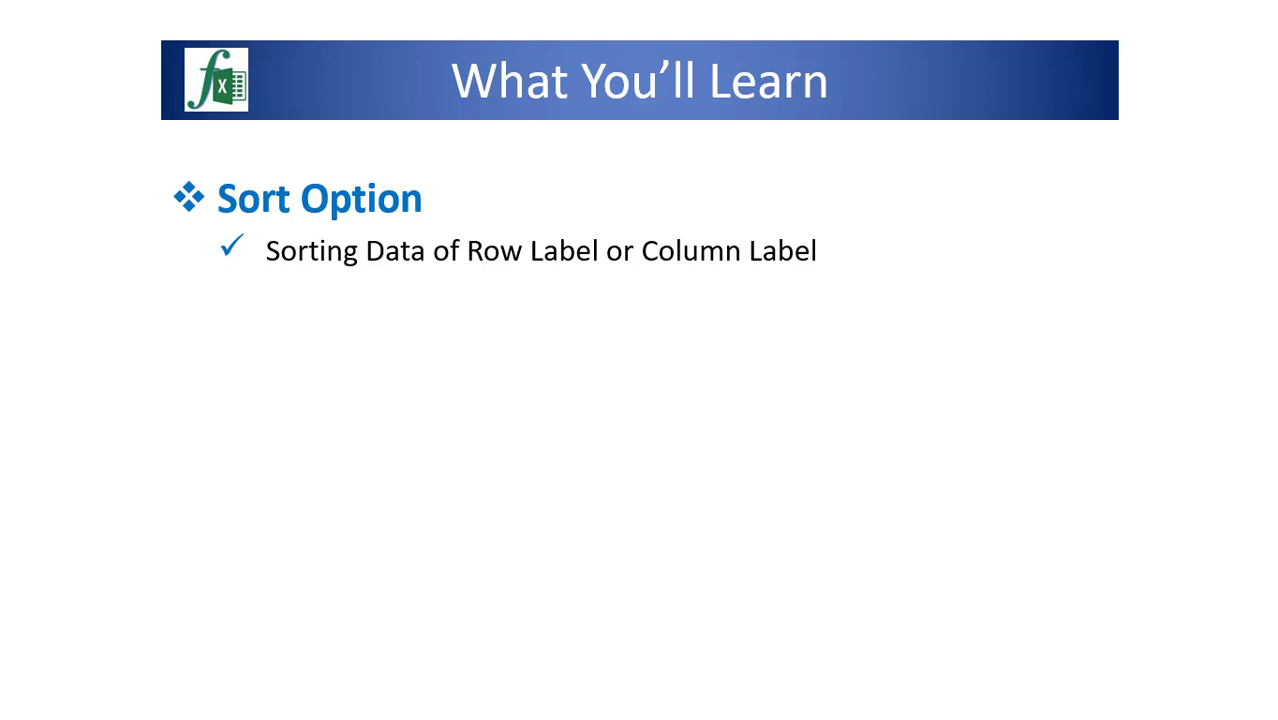 What You’ll Learn
Sort Option
Sorting Data of Row Label or Column Label